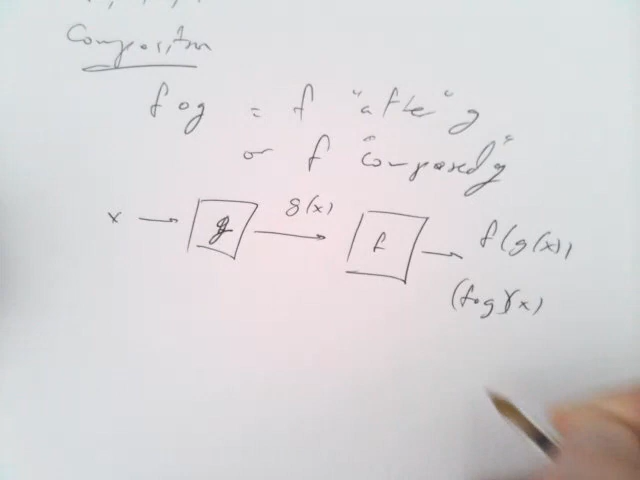 Composition
f o g = f "after" g
or f "composed" g
x → g g(x) → f → f(g(x))
(f o g)(x)